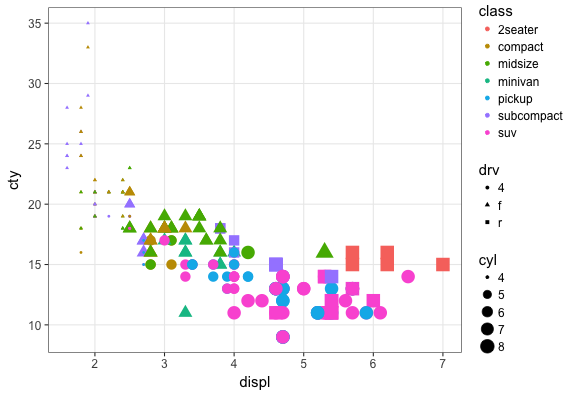 35
30
25
20
15
10
cty
2
3
4
5
6
7
displ
class
2seater
compact
midsize
minivan
pickup
subcompact
suv
drv
4
f
r
cyl
4
5
6
7
8